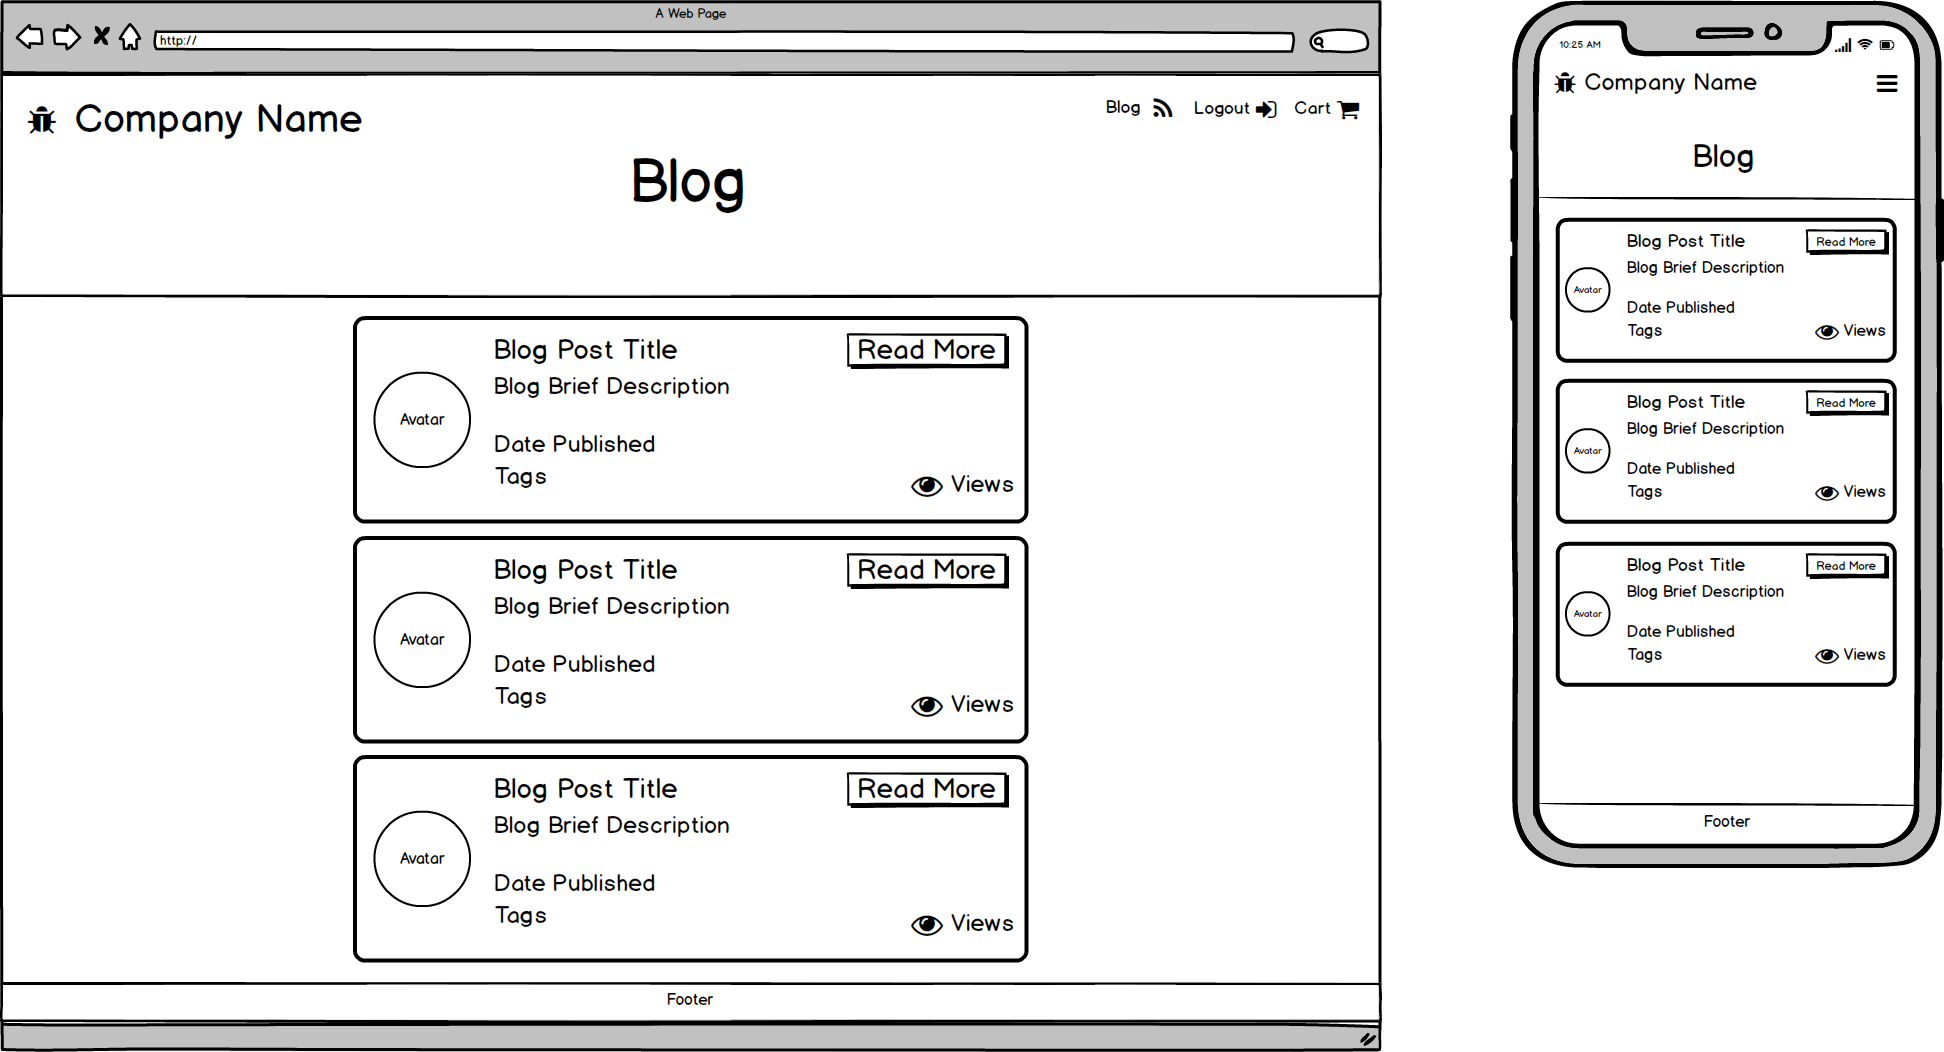 A Web Page
http://
Company Name
Blog Logout Cart
Blog
Blog Post Title Read More
Blog Brief Description
Avatar
Date Published
Tags
Views
Blog Post Title Read More
Blog Brief Description
Avatar
Date Published
Tags
Views
Blog Post Title Read More
Blog Brief Description
Avatar
Date Published
Tags
Views
Footer
10:25 AM
Company Name
Blog
Blog Post Title Read More
Blog Brief Description
Avatar
Date Published
Tags Views
Blog Post Title Read More
Blog Brief Description
Avatar
Date Published
Tags Views
Blog Post Title Read More
Blog Brief Description
Avatar
Date Published
Tags Views
Footer